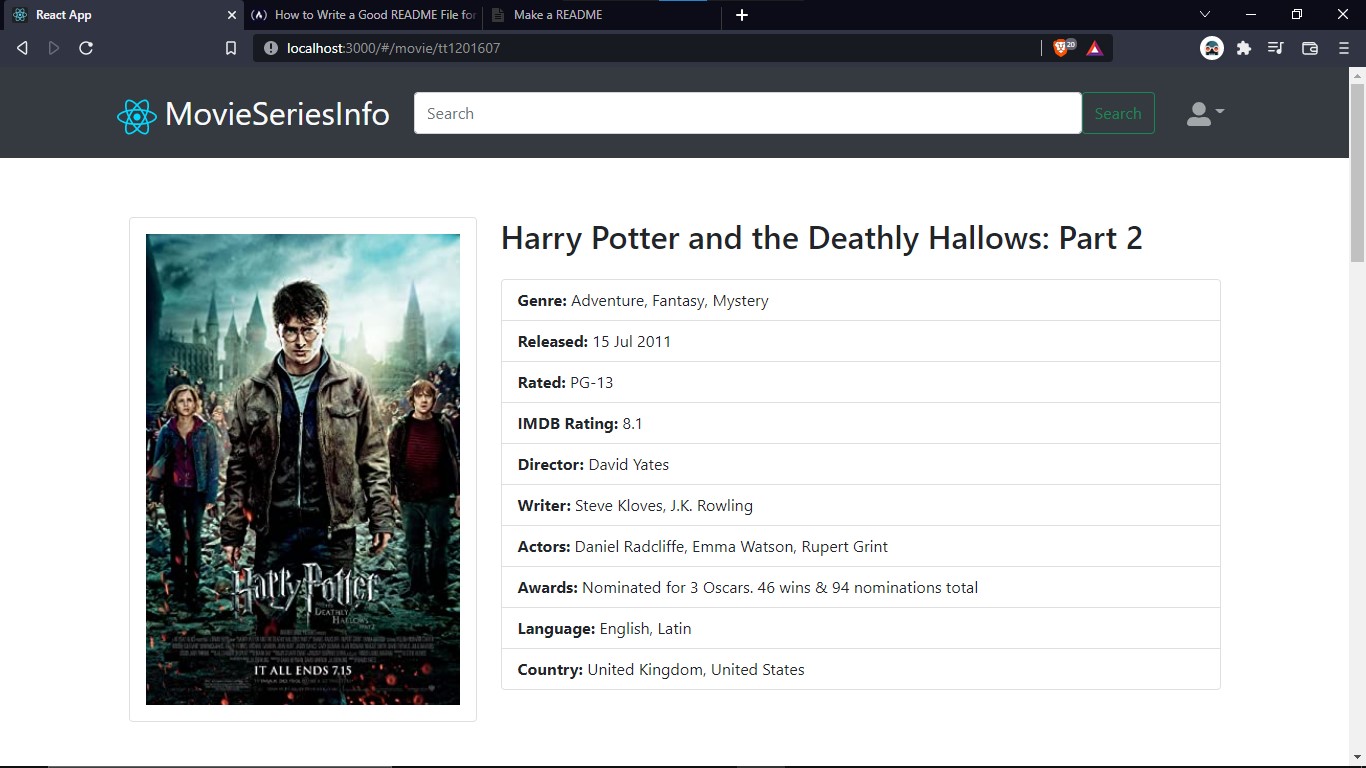 React App
How to Write a Good README File for
Make a README
localhost:3000/#/movie/tt1201607
20
MovieSeriesInfo
Search
Search
Harry Potter and the Deathly Hallows: Part 2
Genre: Adventure, Fantasy, Mystery
Released: 15 Jul 2011
Rated: PG-13
IMDB Rating: 8.1
Director: David Yates
Writer: Steve Kloves, J.K. Rowling
Actors: Daniel Radcliffe, Emma Watson, Rupert Grint
Awards: Nominated for 3 Oscars. 46 wins & 94 nominations total
Language: English, Latin
Country: United Kingdom, United States
Harry Potter
DEATHLY
HALLOWS
IT ALL ENDS 7.15